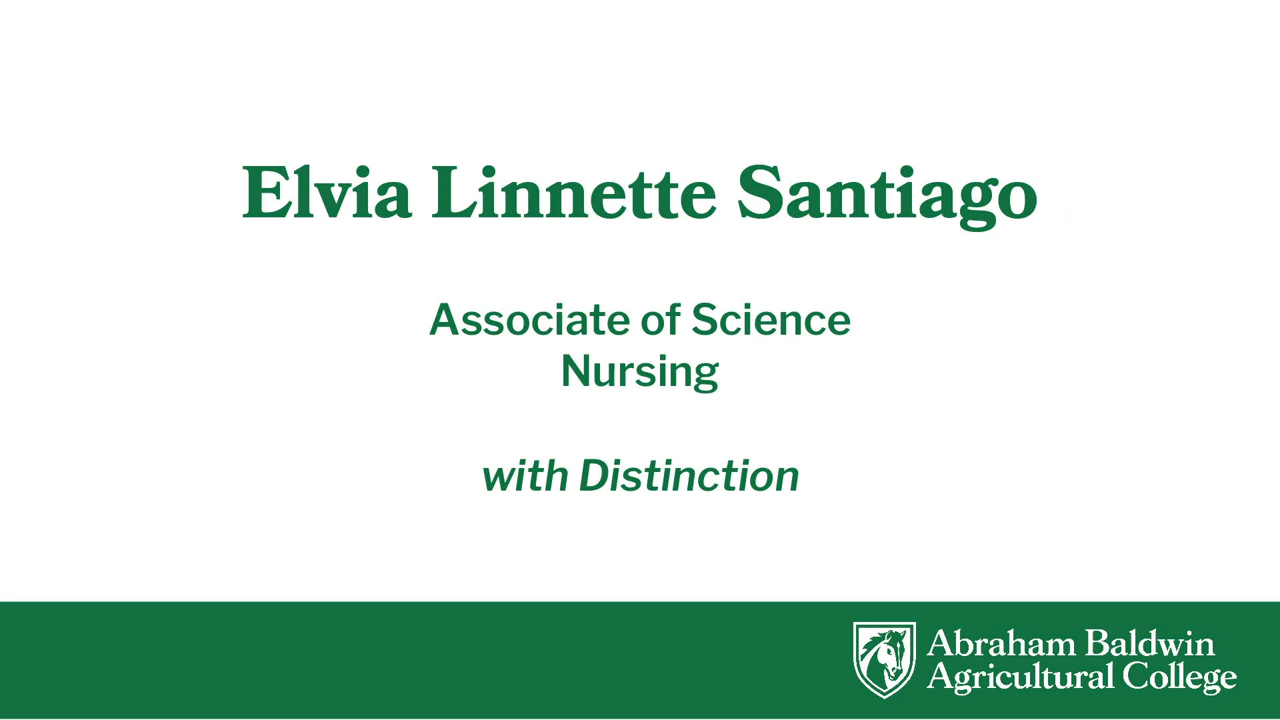 Elvia Linnette Santiago
Associate of Science
Nursing
with Distinction
Abraham Baldwin
Agricultural College